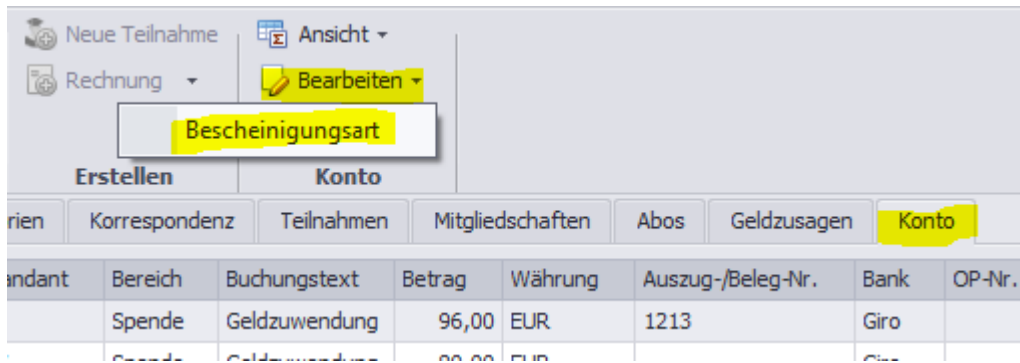 Neue Teilnahme Ansicht
Rechnung Bearbeiten
Bescheinigungsart
Erstellen Konto
rien Korrespondenz Teilnahmen Mitgliedschaften Abos Geldzusagen Konto
andant Bereich Buchungstext Betrag Währung Auszug-/Beleg-Nr. Bank OP-Nr.
Spende Geldzuwendung 96,00 EUR 1213 Giro